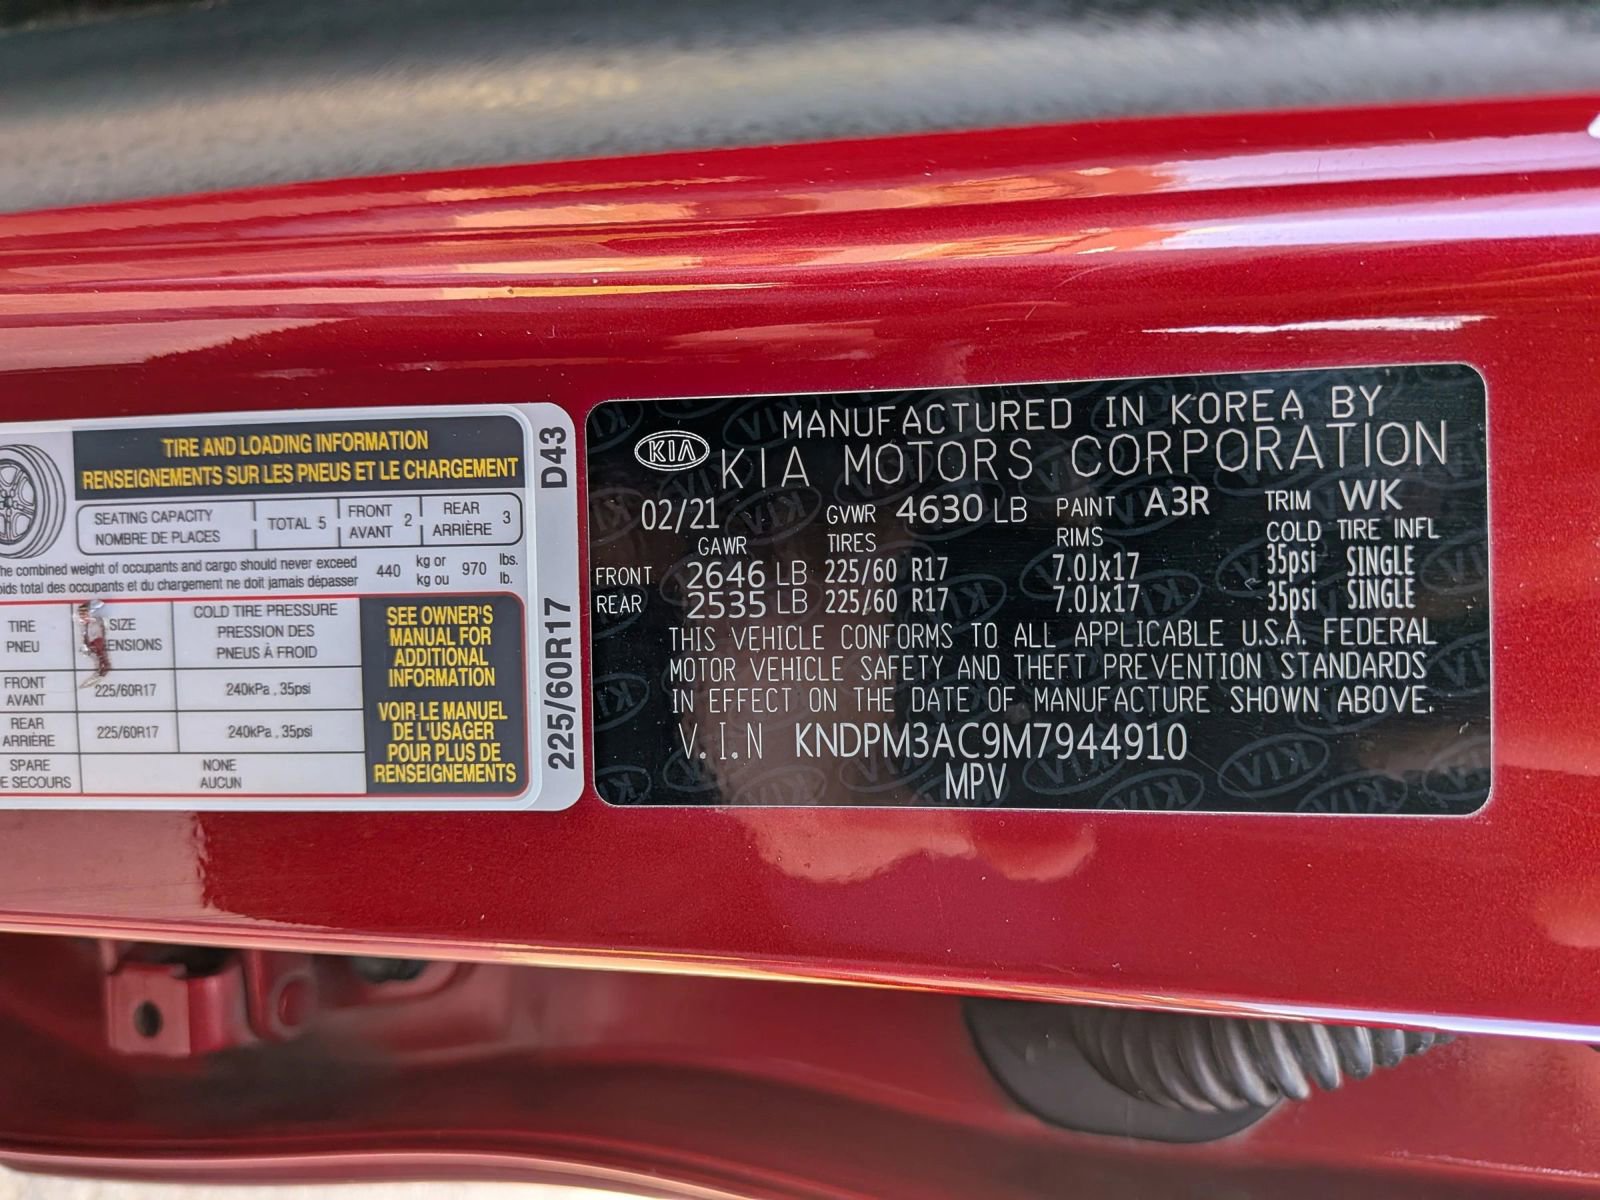 TIRE AND LOADING INFORMATION
RENSEIGNEMENTS SUR LES PNEUS ET LE CHARGEMENT
SEATING CAPACITY
NOMBRE DE PLACES
TOTAL 5
FRONT
AVANT
2
REAR
ARRIÈRE
3
combined weight of occupants and cargo should never exceed
total des occupants et du chargement ne doit jamais dépasser
440
kg or
kg ou
970
lbs.
lb.
TIRE
PNEU
SIZE
COLD TIRE PRESSURE
PRESSION DES
PNEUS À FROID
FRONT
AVANT
225/60R17
240kPa , 35psi
REAR
ARRIÈRE
225/60R17
240kPa , 35psi
SPARE
SECOURS
NONE
AUCUN
SEE OWNER'S
MANUAL FOR
ADDITIONAL
INFORMATION
VOIR LE MANUEL
DE L'USAGER
POUR PLUS DE
RENSEIGNEMENTS
D43
225/60R17
KIA
MANUFACTURED IN KOREA BY
KIA MOTORS CORPORATION
02/21 GVWR 4630 LB PAINT A3R TRIM WK
GAWR TIRES RIMS COLD TIRE INFL
FRONT 2646 LB 225/60 R17 7.0Jx17 35psi SINGLE
REAR 2535 LB 225/60 R17 7.0Jx17 35psi SINGLE
THIS VEHICLE CONFORMS TO ALL APPLICABLE U.S.A. FEDERAL
MOTOR VEHICLE SAFETY AND THEFT PREVENTION STANDARDS
IN EFFECT ON THE DATE OF MANUFACTURE SHOWN ABOVE.
V.I.N KNDPM3AC9M7944910
MPV